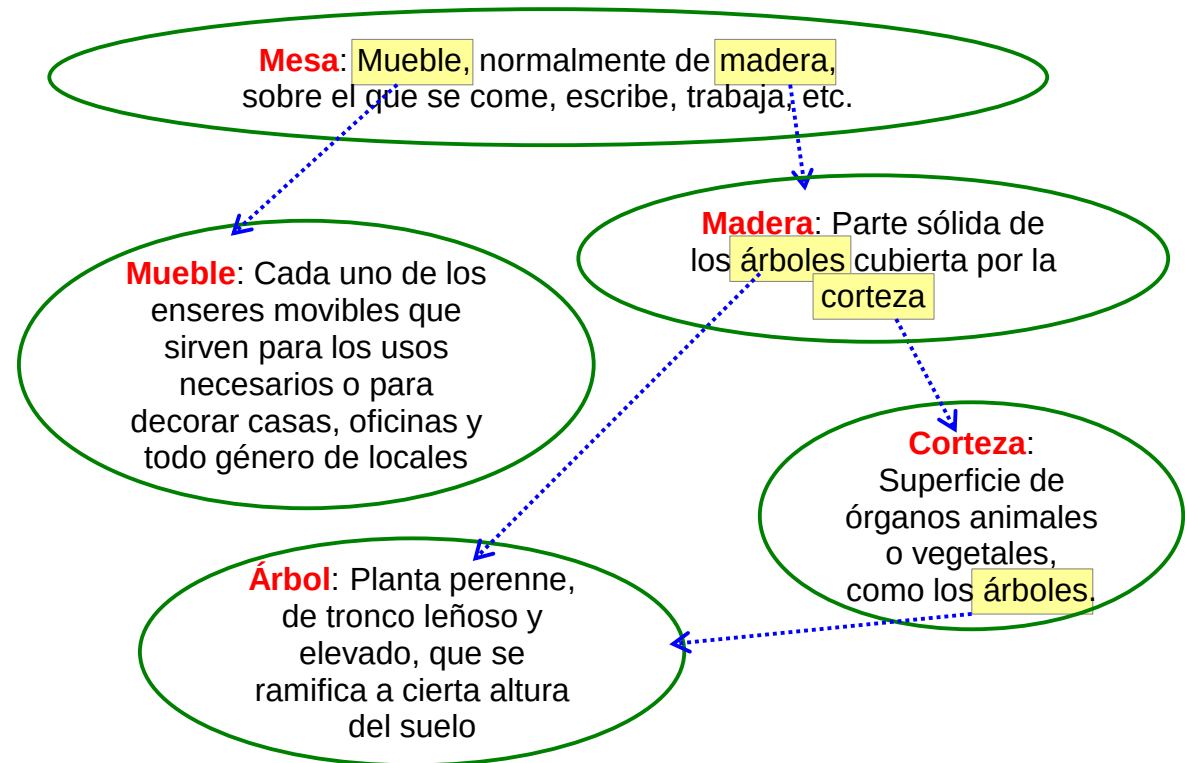 Mesa: Mueble, normalmente de madera,
sobre el que se come, escribe, trabaja, etc.
Mueble: Cada uno de los
enseres movibles que
sirven para los usos
necesarios o para
decorar casas, oficinas y
todo género de locales
Madera: Parte sólida de
los árboles cubierta por la
corteza
Corteza:
Superficie de
órganos animales
o vegetales,
como los árboles.
Árbol: Planta perenne,
de tronco leñoso y
elevado, que se
ramifica a cierta altura
del suelo